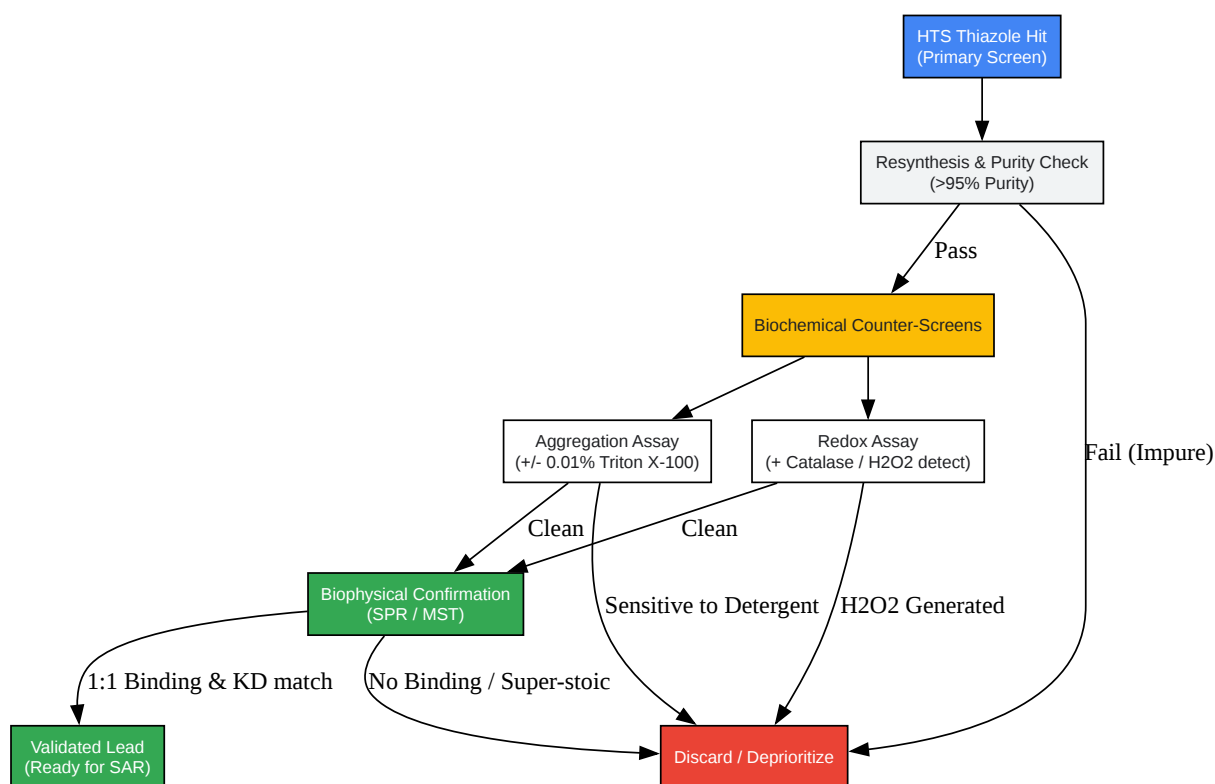 HTS Thiazole Hit
(Primary Screen)
Resynthesis & Purity Check
(>95% Purity)
Pass
Biochemical Counter-Screens
Aggregation Assay
(+/- 0.01% Triton X-100)
Redox Assay
(+ Catalase / H2O2 detect)
Fail (Impure)
Clean
Clean
Biophysical Confirmation
(SPR / MST)
Sensitive to Detergent
H2O2 Generated
1:1 Binding & KD match
No Binding / Super-stoic
Validated Lead
(Ready for SAR)
Discard / Deprioritize